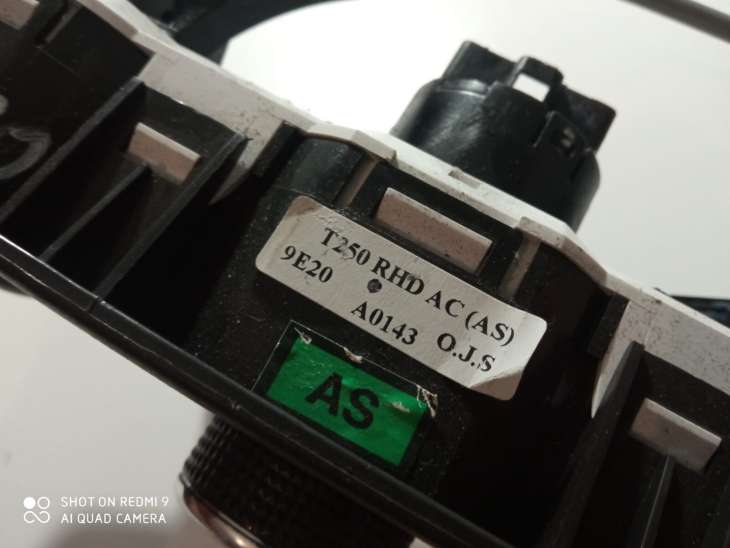 T250 RHD AC (AS)
9E20 A0143 O.J.S
AS
SHOT ON REDMI 9
AI QUAD CAMERA